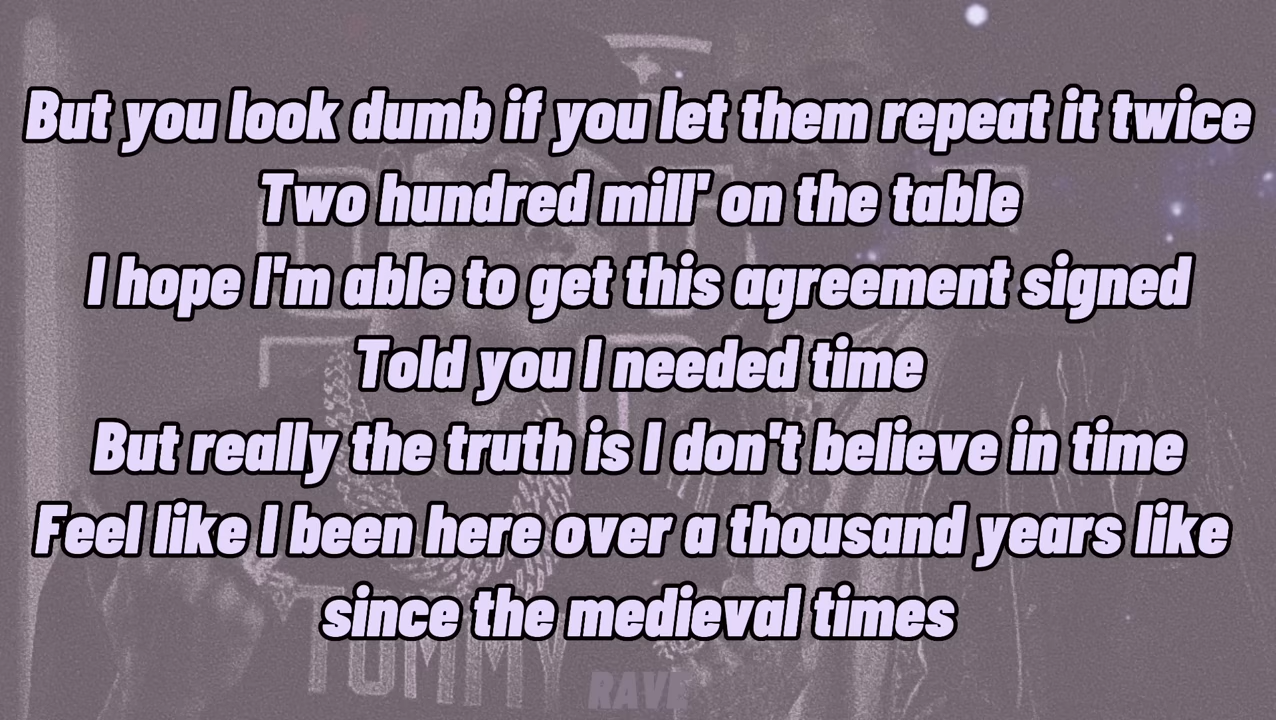 But you look dumb if you let them repeat it twice
Two hundred mill' on the table
I hope I'm able to get this agreement signed
Told you I needed time
But really the truth is I don't believe in time
Feel like I been here over a thousand years like
since the medieval times
TOMMY
RAVE